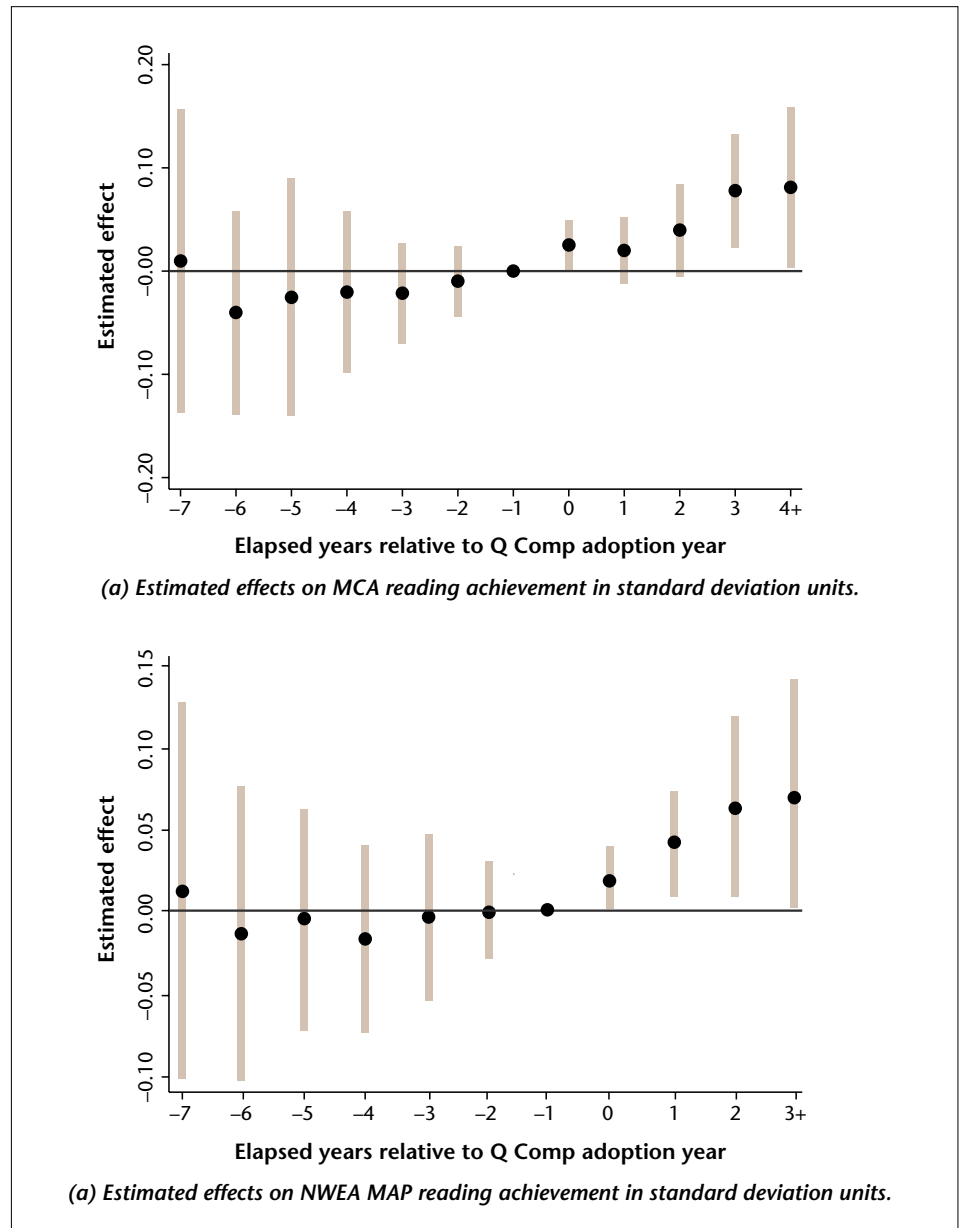 0.20
0.10
Estimated effect
–0.00
–0.10
–0.20
–7 –6 –5 –4 –3 –2 –1 0 1 2 3 4+
Elapsed years relative to Q Comp adoption year
(a) Estimated effects on MCA reading achievement in standard deviation units.
0.15
0.10
0.05
Estimated effect
0.00
–0.05
–0.10
–7 –6 –5 –4 –3 –2 –1 0 1 2 3+
Elapsed years relative to Q Comp adoption year
(a) Estimated effects on NWEA MAP reading achievement in standard deviation units.